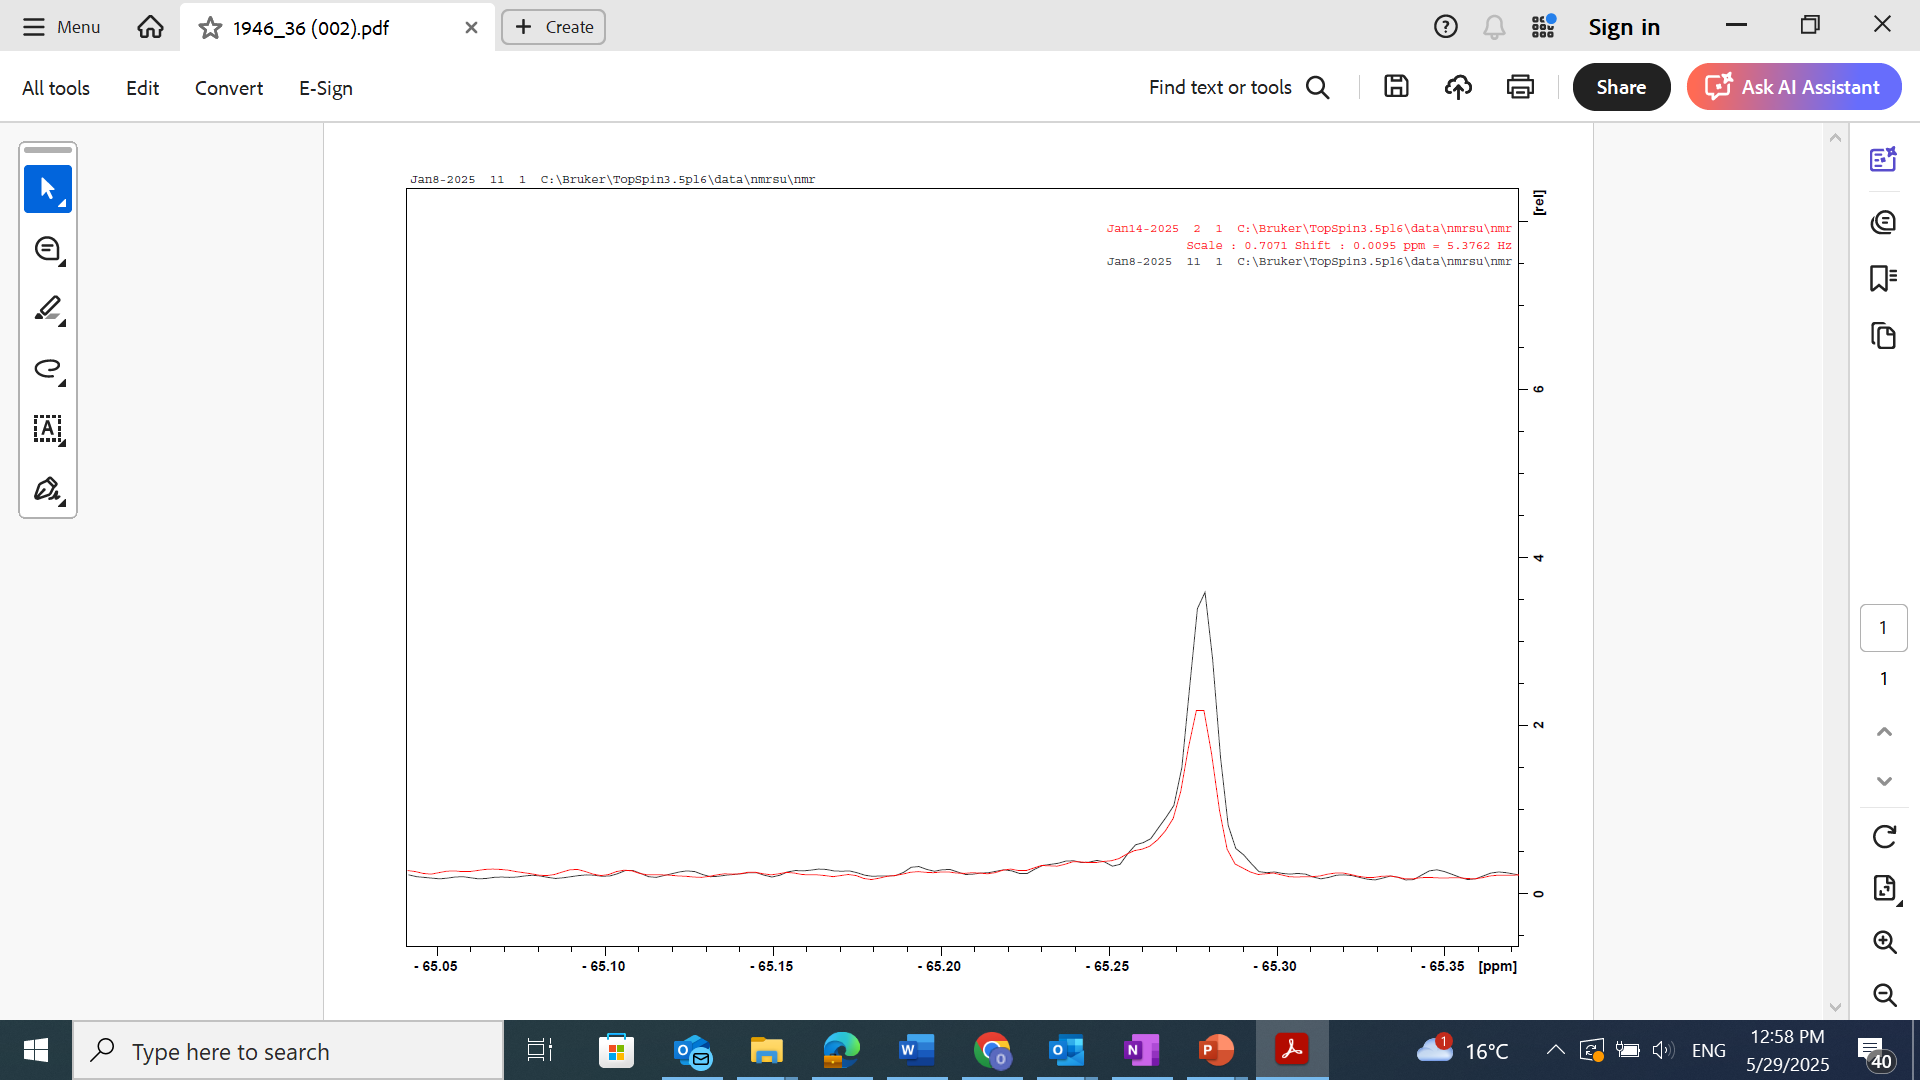 Menu
1946_36 (002).pdf
Create
Sign in
All tools
Edit
Convert
E-Sign
Find text or tools
Share
Ask AI Assistant
Jan8-2025 11 1 C:\Bruker\TopSpin3.5pl6\data\nmrsu\nmr
[rel]
Jan14-2025 2 1 C:\Bruker\TopSpin3.5pl6\data\nmrsu\nmr
Scale : 0.7071 Shift : 0.0095 ppm = 5.3762 Hz
Jan8-2025 11 1 C:\Bruker\TopSpin3.5pl6\data\nmrsu\nmr
6
4
2
0
- 65.05
- 65.10
- 65.15
- 65.20
- 65.25
- 65.30
- 65.35
[ppm]
1
1
Type here to search
1
16°C
ENG
12:58 PM
5/29/2025
40